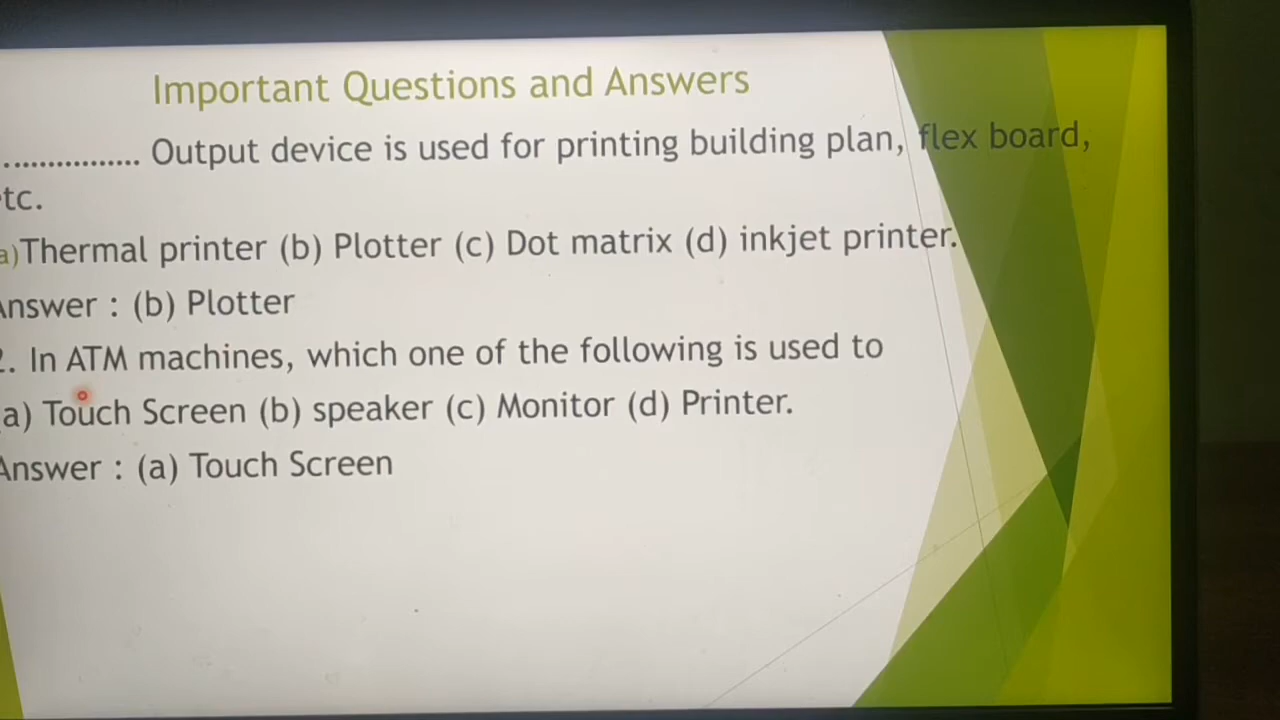 Important Questions and Answers
................ Output device is used for printing building plan, flex board,
tc.
a)Thermal printer (b) Plotter (c) Dot matrix (d) inkjet printer.
Answer : (b) Plotter
2. In ATM machines, which one of the following is used to
a) Touch Screen (b) speaker (c) Monitor (d) Printer.
Answer : (a) Touch Screen